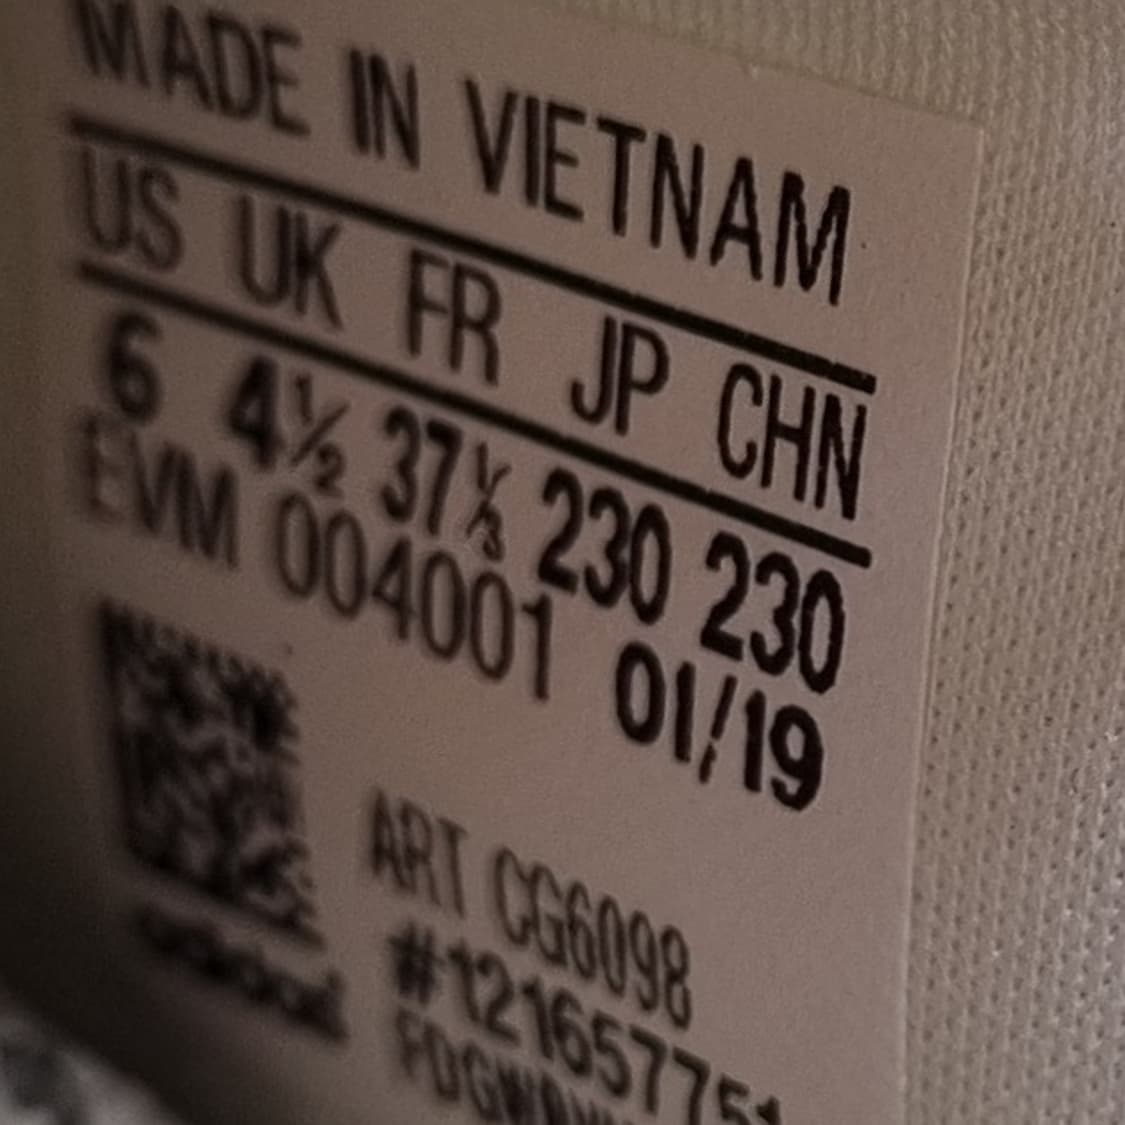 MADE IN VIETNAM
US UK FR JP CHN
6 4½ 37⅓ 230 230
EVM 004001 01/19
ART CG6098